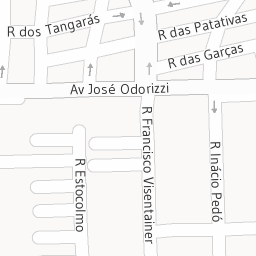 R dos Tangarás
R das Patativas
R das Garças
Av José Odorizzi
R Francisco Visentainer
R Inácio Pedó
R Estocolmo